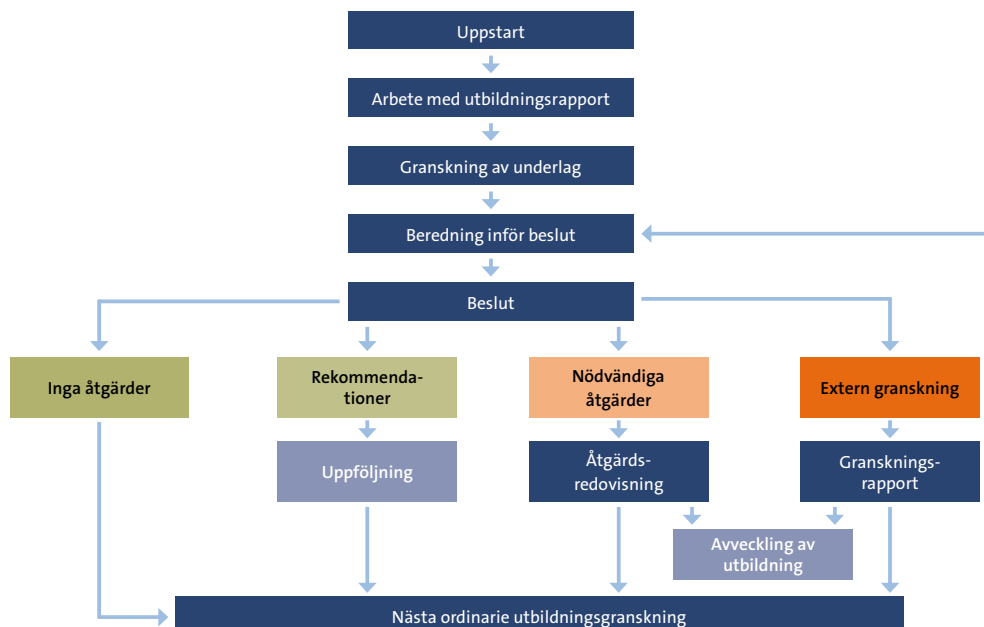 Uppstart
Arbete med utbildningsrapport
Granskning av underlag
Beredning inför beslut
Beslut
Inga åtgärder
Rekommenda-
tioner
Nödvändiga
åtgärder
Extern granskning
Uppföljning
Åtgärds-
redovisning
Gransknings-
rapport
Avveckling av
utbildning
Nästa ordinarie utbildningsgranskning